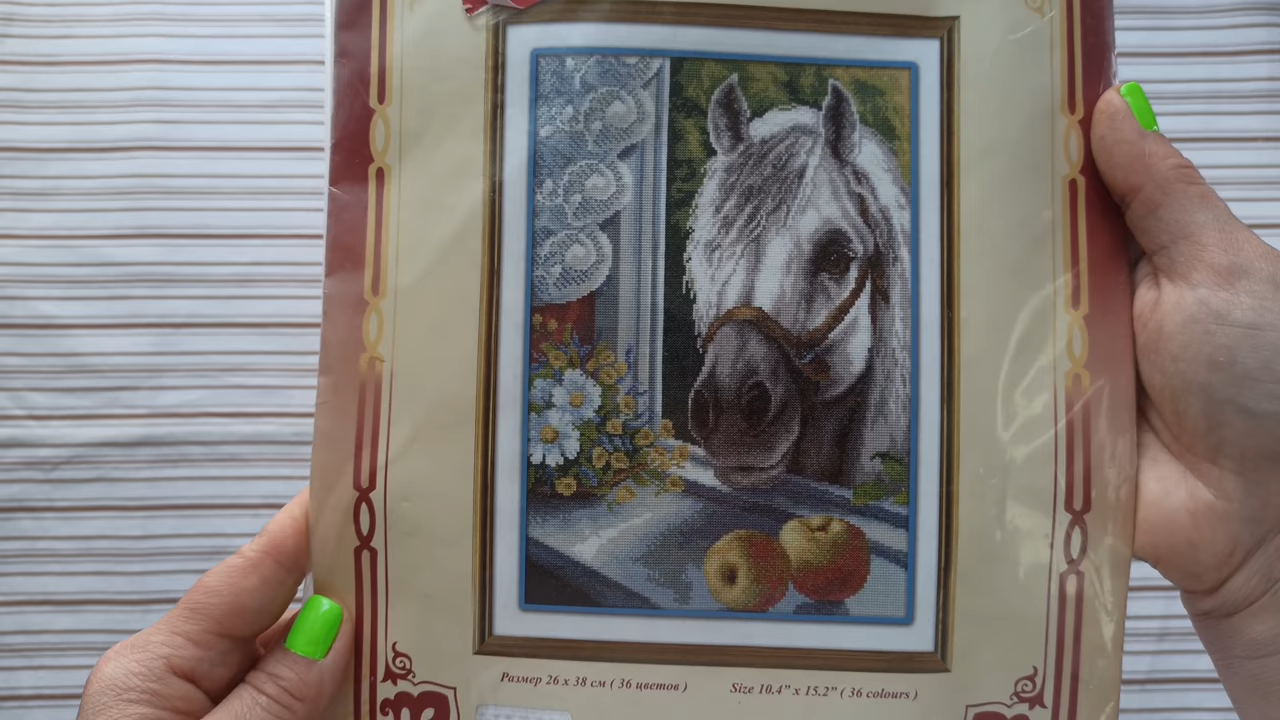 Размер 26 х 38 см ( 36 цветов )
Size 10.4” x 15.2” ( 36 colours )